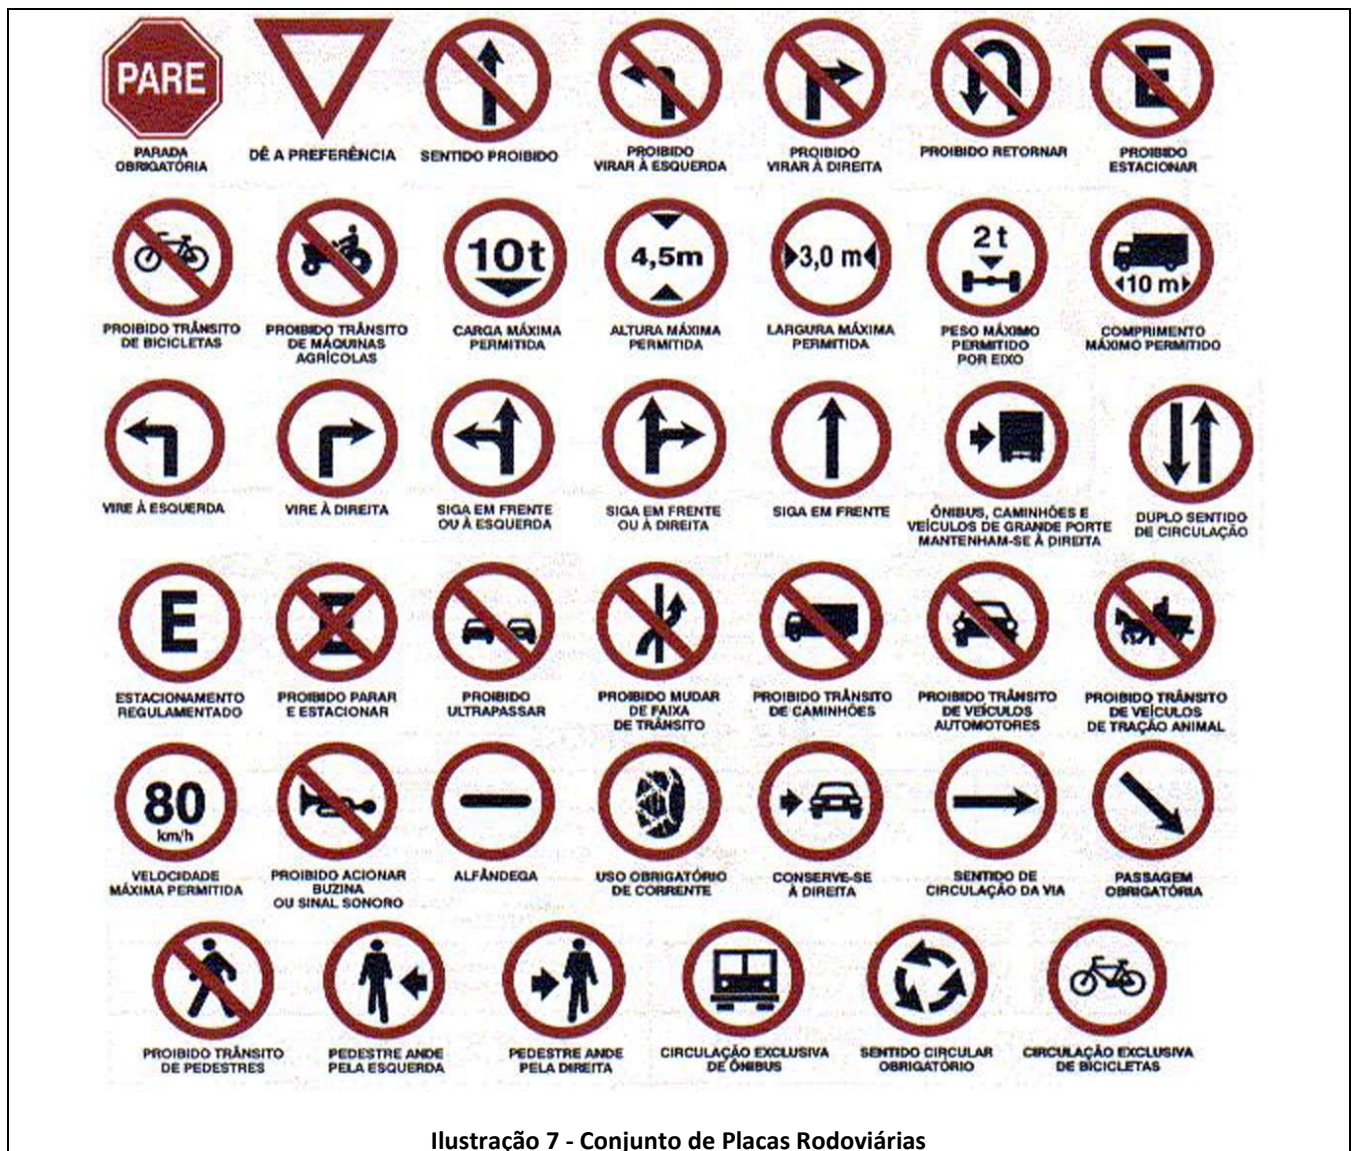 PARE
PARADA
OBRIGATÓRIA
DÊ A PREFERÊNCIA
SENTIDO PROIBIDO
PROIBIDO
VIRAR À ESQUERDA
PROIBIDO
VIRAR À DIREITA
PROIBIDO RETORNAR
E
PROIBIDO
ESTACIONAR
PROIBIDO TRÂNSITO
DE BICICLETAS
PROIBIDO TRÂNSITO
DE MÁQUINAS
AGRÍCOLAS
10t
CARGA MÁXIMA
PERMITIDA
4,5m
ALTURA MÁXIMA
PERMITIDA
3,0 m
LARGURA MÁXIMA
PERMITIDA
2 t
PESO MÁXIMO
PERMITIDO
POR EIXO
10 m
COMPRIMENTO
MÁXIMO PERMITIDO
VIRE À ESQUERDA
VIRE À DIREITA
SIGA EM FRENTE
OU À ESQUERDA
SIGA EM FRENTE
OU À DIREITA
SIGA EM FRENTE
ÔNIBUS, CAMINHÕES E
VEÍCULOS DE GRANDE PORTE
MANTENHAM-SE À DIREITA
DUPLO SENTIDO
DE CIRCULAÇÃO
E
ESTACIONAMENTO
REGULAMENTADO
E
PROIBIDO PARAR
E ESTACIONAR
PROIBIDO
ULTRAPASSAR
PROIBIDO MUDAR
DE FAIXA
DE TRÂNSITO
PROIBIDO TRÂNSITO
DE CAMINHÕES
PROIBIDO TRÂNSITO
DE VEÍCULOS
AUTOMOTORES
PROIBIDO TRÂNSITO
DE VEÍCULOS
DE TRAÇÃO ANIMAL
80
km/h
VELOCIDADE
MÁXIMA PERMITIDA
PROIBIDO ACIONAR
BUZINA
OU SINAL SONORO
ALFÂNDEGA
USO OBRIGATÓRIO
DE CORRENTE
CONSERVE-SE
À DIREITA
SENTIDO DE
CIRCULAÇÃO DA VIA
PASSAGEM
OBRIGATÓRIA
PROIBIDO TRÂNSITO
DE PEDESTRES
PEDESTRE ANDE
PELA ESQUERDA
PEDESTRE ANDE
PELA DIREITA
CIRCULAÇÃO EXCLUSIVA
DE ÔNIBUS
SENTIDO CIRCULAR
OBRIGATÓRIO
CIRCULAÇÃO EXCLUSIVA
DE BICICLETAS
Ilustração 7 - Conjunto de Placas Rodoviárias